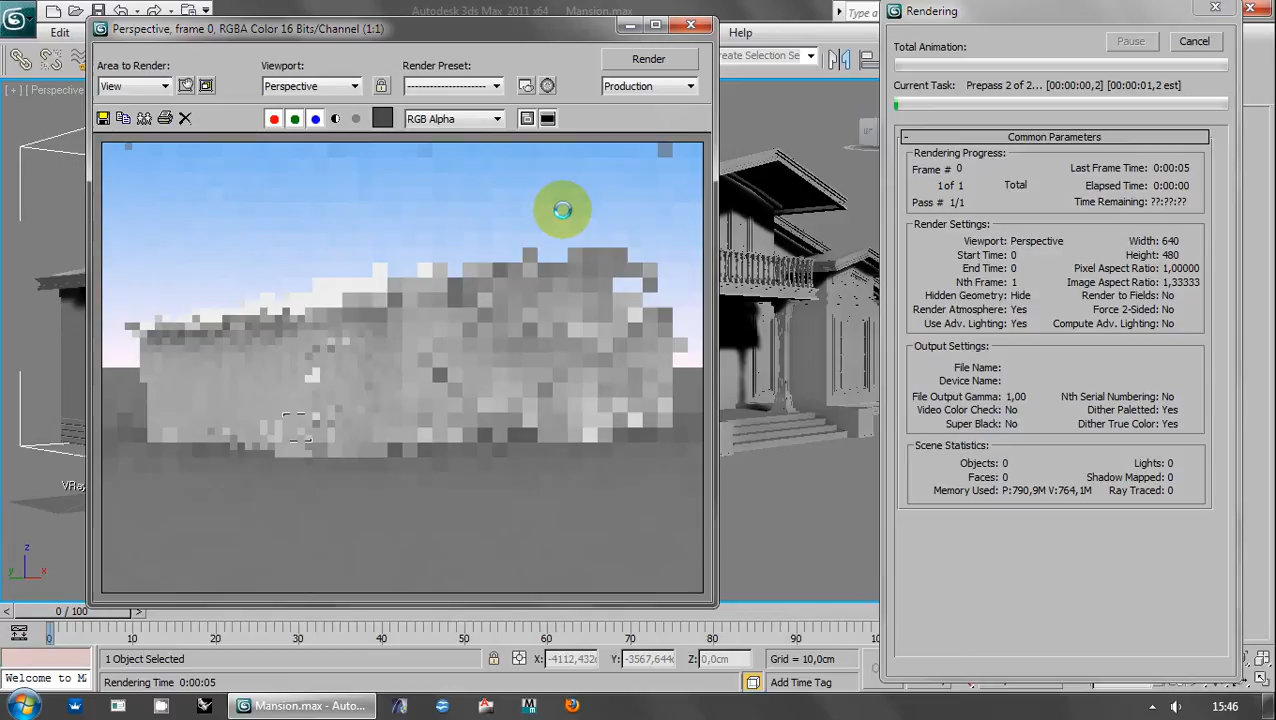 Autodesk 3ds Max 2011 x64 Mansion.max
Type a
Edit
Help
Create Selection Se
Perspective, frame 0, RGBA Color 16 Bits/Channel (1:1)
Area to Render:
Viewport:
Render Preset:
Render
View
Perspective
--------------------
Production
RGB Alpha
[ + ] [ Perspective
VRay
z
x
y
Rendering
Total Animation:
Pause
Cancel
Current Task: Prepass 2 of 2... [00:00:00,2] [00:00:01,2 est]
- Common Parameters
Rendering Progress:
Frame # 0
1 of 1 Total
Pass # 1/1
Last Frame Time: 0:00:05
Elapsed Time: 0:00:00
Time Remaining: ??:??:??
Render Settings:
Viewport: Perspective
Start Time: 0
End Time: 0
Nth Frame: 1
Hidden Geometry: Hide
Render Atmosphere: Yes
Use Adv. Lighting: Yes
Width: 640
Height: 480
Pixel Aspect Ratio: 1,00000
Image Aspect Ratio: 1,33333
Render to Fields: No
Force 2-Sided: No
Compute Adv. Lighting: No
Output Settings:
File Name:
Device Name:
File Output Gamma: 1,00
Video Color Check: No
Super Black: No
Nth Serial Numbering: No
Dither Paletted: Yes
Dither True Color: Yes
Scene Statistics:
Objects: 0
Faces: 0
Memory Used: P:790,9M V:764,1M
Lights: 0
Shadow Mapped: 0
Ray Traced: 0
< 0 / 100 >
0 10 20 30 40 50 60 70 80 90 100
1 Object Selected
X: -4112,432c
Y: -3567,644c
Z: 0,0cm
Grid = 10,0cm
Welcome to M
Rendering Time 0:00:05
Add Time Tag
Mansion.max - Auto...
15:46